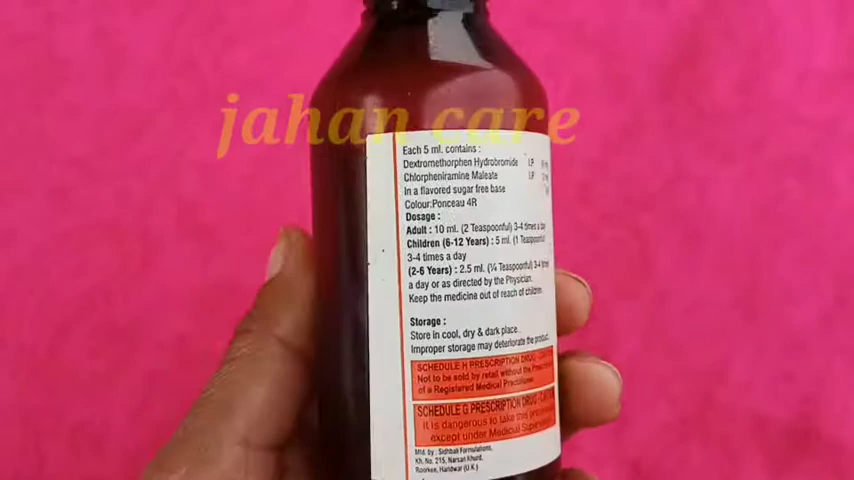 jahan care
Each 5 ml. contains :
Dextromethorphen Hydrobromide I.P
Chlorpheniramine Maleate I.P
In a flavored sugar free base
Colour:Ponceau 4R
Dosage :
Adult : 10 ml. (2 Teaspoonful) 3-4 times a day
Children (6-12 Years) : 5 ml. (1 Teaspoonful
3-4 times a day
(2-6 Years) : 2.5 ml. (½ Teaspoonful) 3-4 times
a day or as directed by the Physician.
Keep the medicine out of reach of children
Storage :
Store in cool, dry & dark place..
Improper storage may deteriorate the product.
SCHEDULE H PRESCRIPTION DRUG
Not to be sold by retail without the
of a Registered Medical Practitioner
SCHEDULE G PRESCRIPTION DRUG
It is dangerous to take this
except under Medical
Mfd. by : Sidhbali Formulations,
Kh. No. 215, Narsan Khurd,
Roorkee, Haridwar (U.K.)